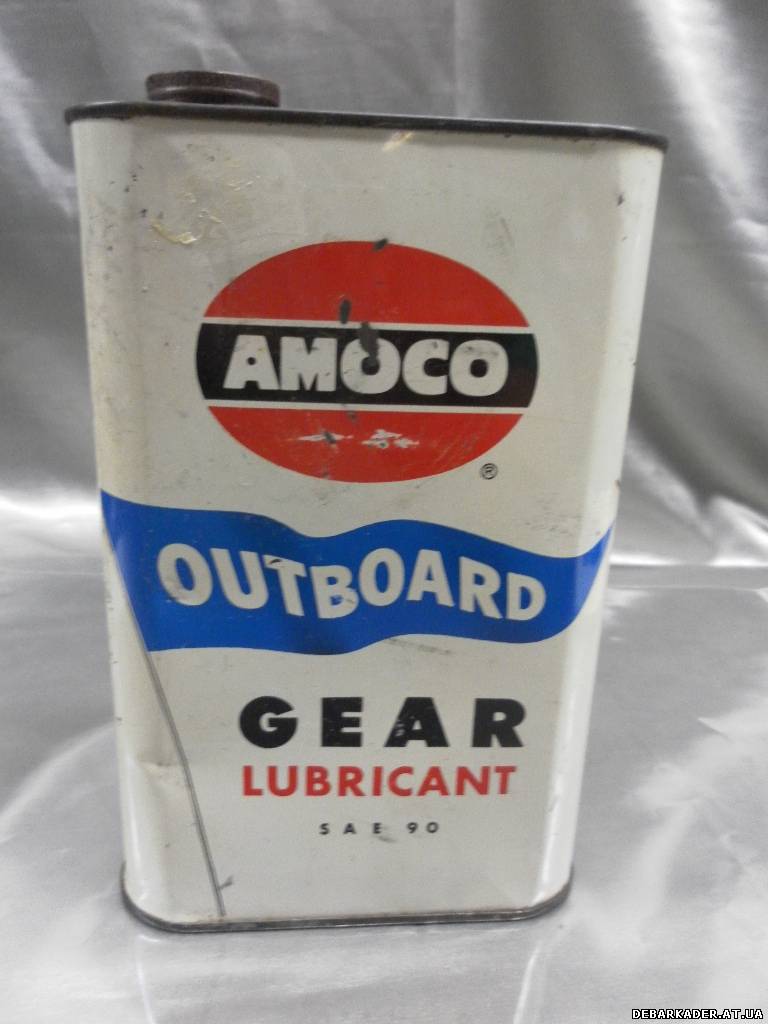 AMOCO
®
OUTBOARD
GEAR
LUBRICANT
SAE 90
DEBARKADER.AT.UA